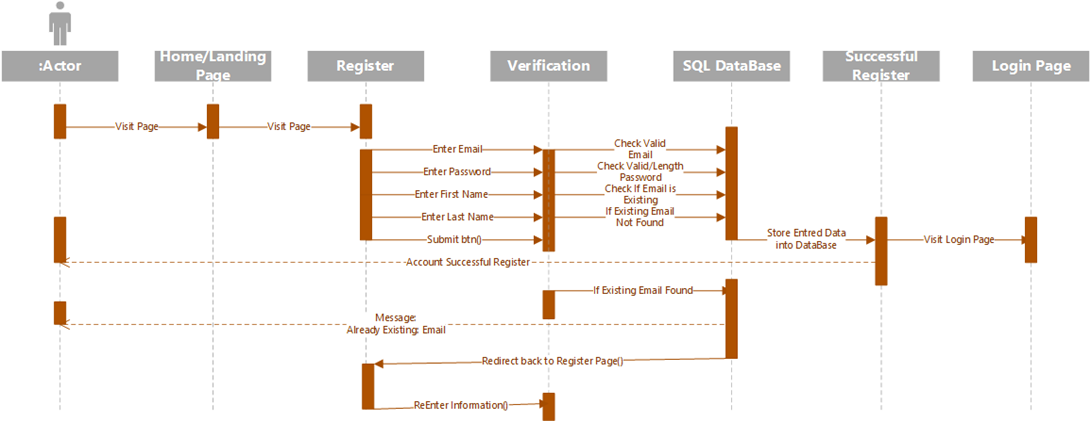 :Actor
Home/Landing
Page
Register
Verification
SQL DataBase
Successful
Register
Login Page
Visit Page
Visit Page
Enter Email
Check Valid
Email
Enter Password
Check Valid/Length
Password
Enter First Name
Check If Email is
Existing
Enter Last Name
If Existing Email
Not Found
Submit btn()
Store Entred Data
into DataBase
Visit Login Page
Account Successful Register
If Existing Email Found
Message:
Already Existing: Email
Redirect back to Register Page()
ReEnter Information()